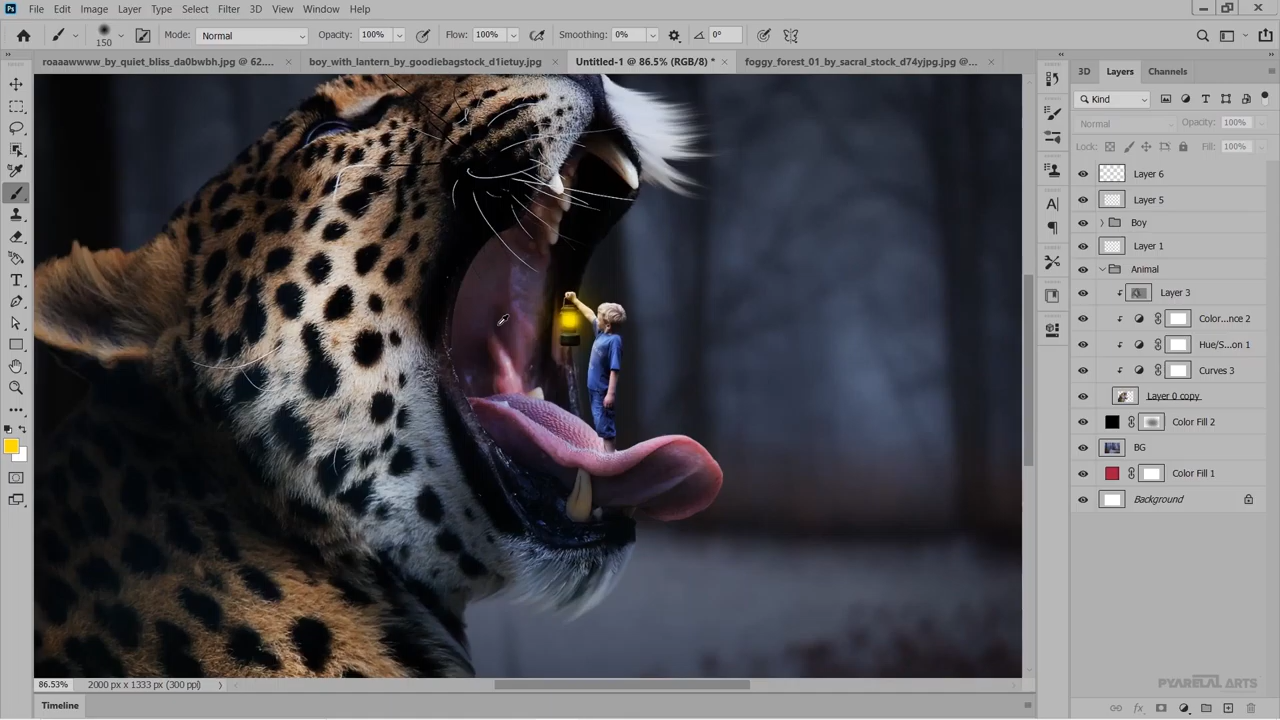 Ps File Edit Image Layer Type Select Filter 3D View Window Help
150 Mode: Normal Opacity: 100% Flow: 100% Smoothing: 0% 0°
roaaawwww_by_quiet_bliss_da0bwbh.jpg @ 62.... boy_with_lantern_by_goodiebagstock_d1ietuy.jpg Untitled-1 @ 86.5% (RGB/8) * foggy_forest_01_by_sacral_stock_d74yjpg.jpg @...
3D Layers Channels
Kind
Normal Opacity: 100%
Lock: Fill: 100%
Layer 6
Layer 5
Boy
Layer 1
Animal
Layer 3
Color...nce 2
Hue/S...on 1
Curves 3
Layer 0 copy
Color Fill 2
BG
Color Fill 1
Background
PYARELAL ARTS
86.53% 2000 px x 1333 px (300 ppi)
Timeline